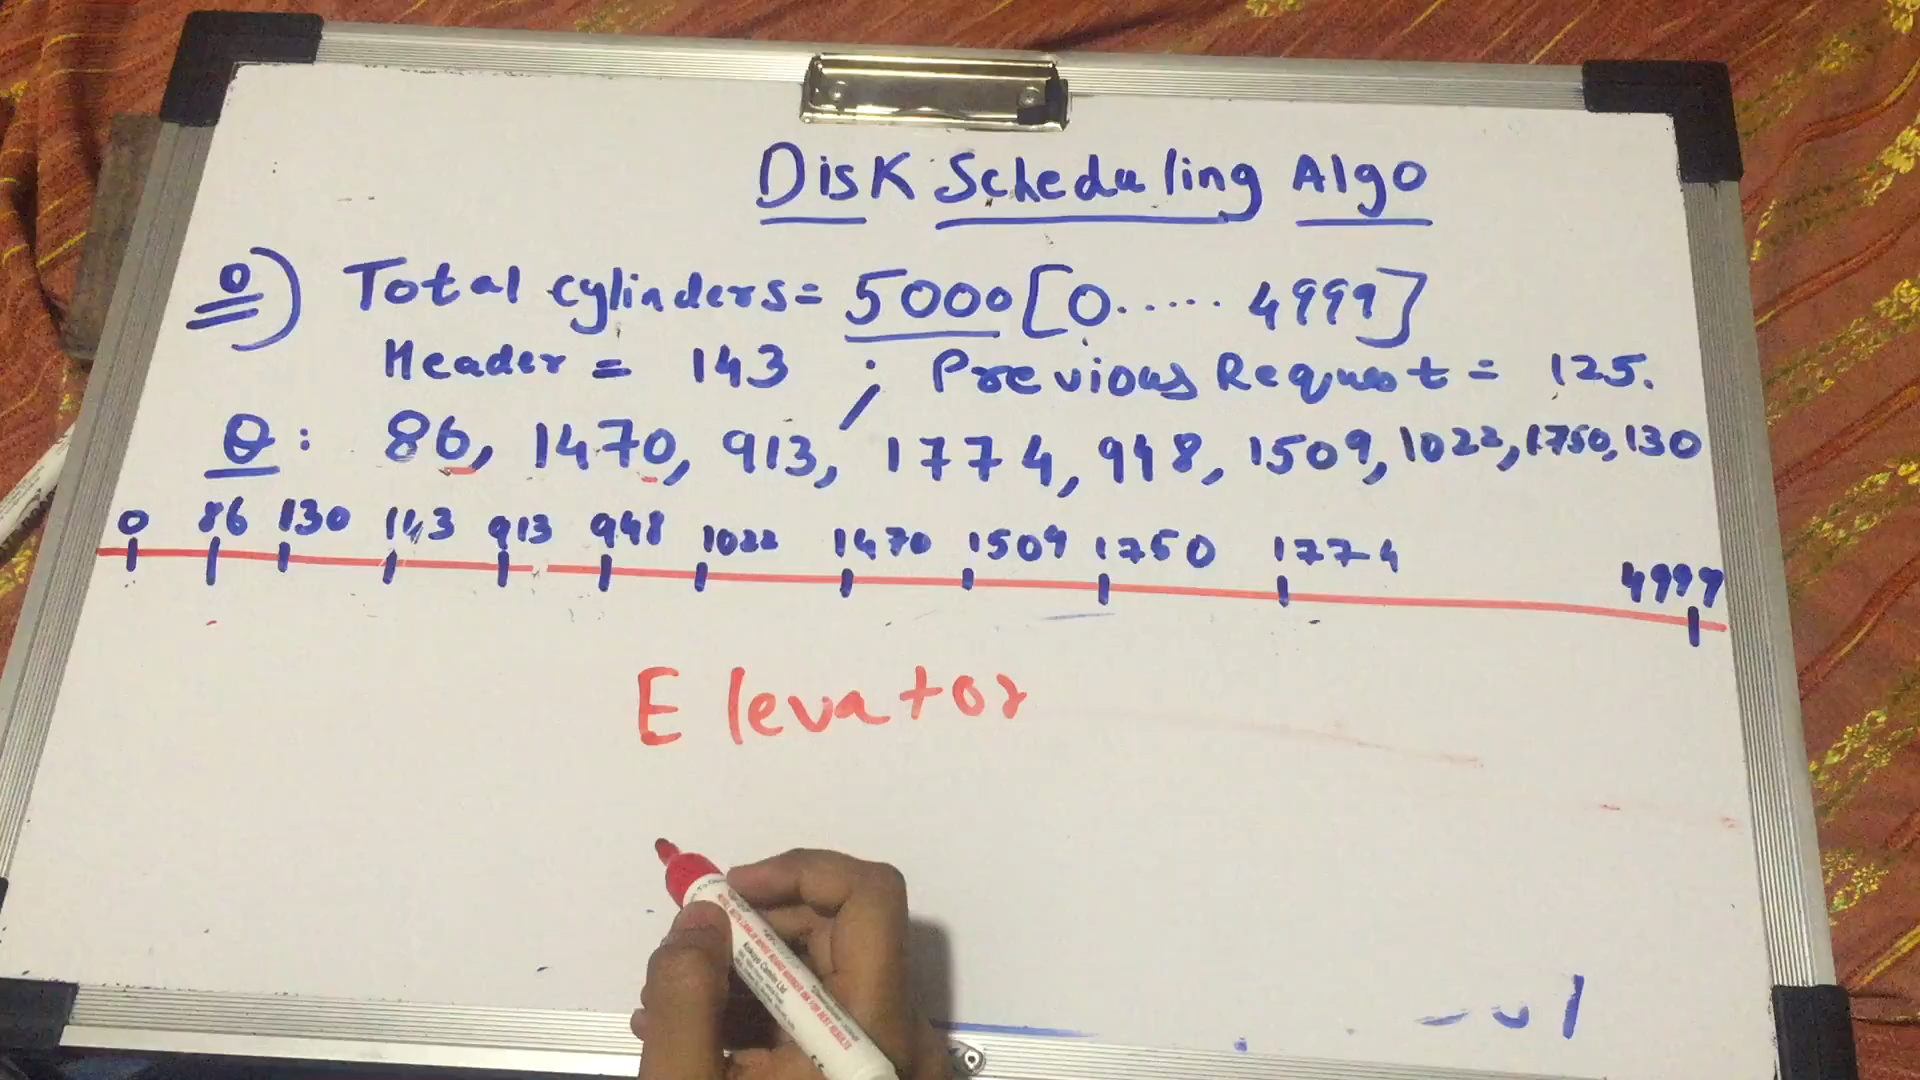 Disk Scheduling Algo
Q) Total cylinders = 5000 [0..... 4999]
Header = 143 ; Previous Request = 125.
Q: 86, 1470, 913, 1774, 948, 1509, 1022, 1750, 130
0 86 130 143 913 948 1022 1470 1509 1750 1774 4999
Elevator